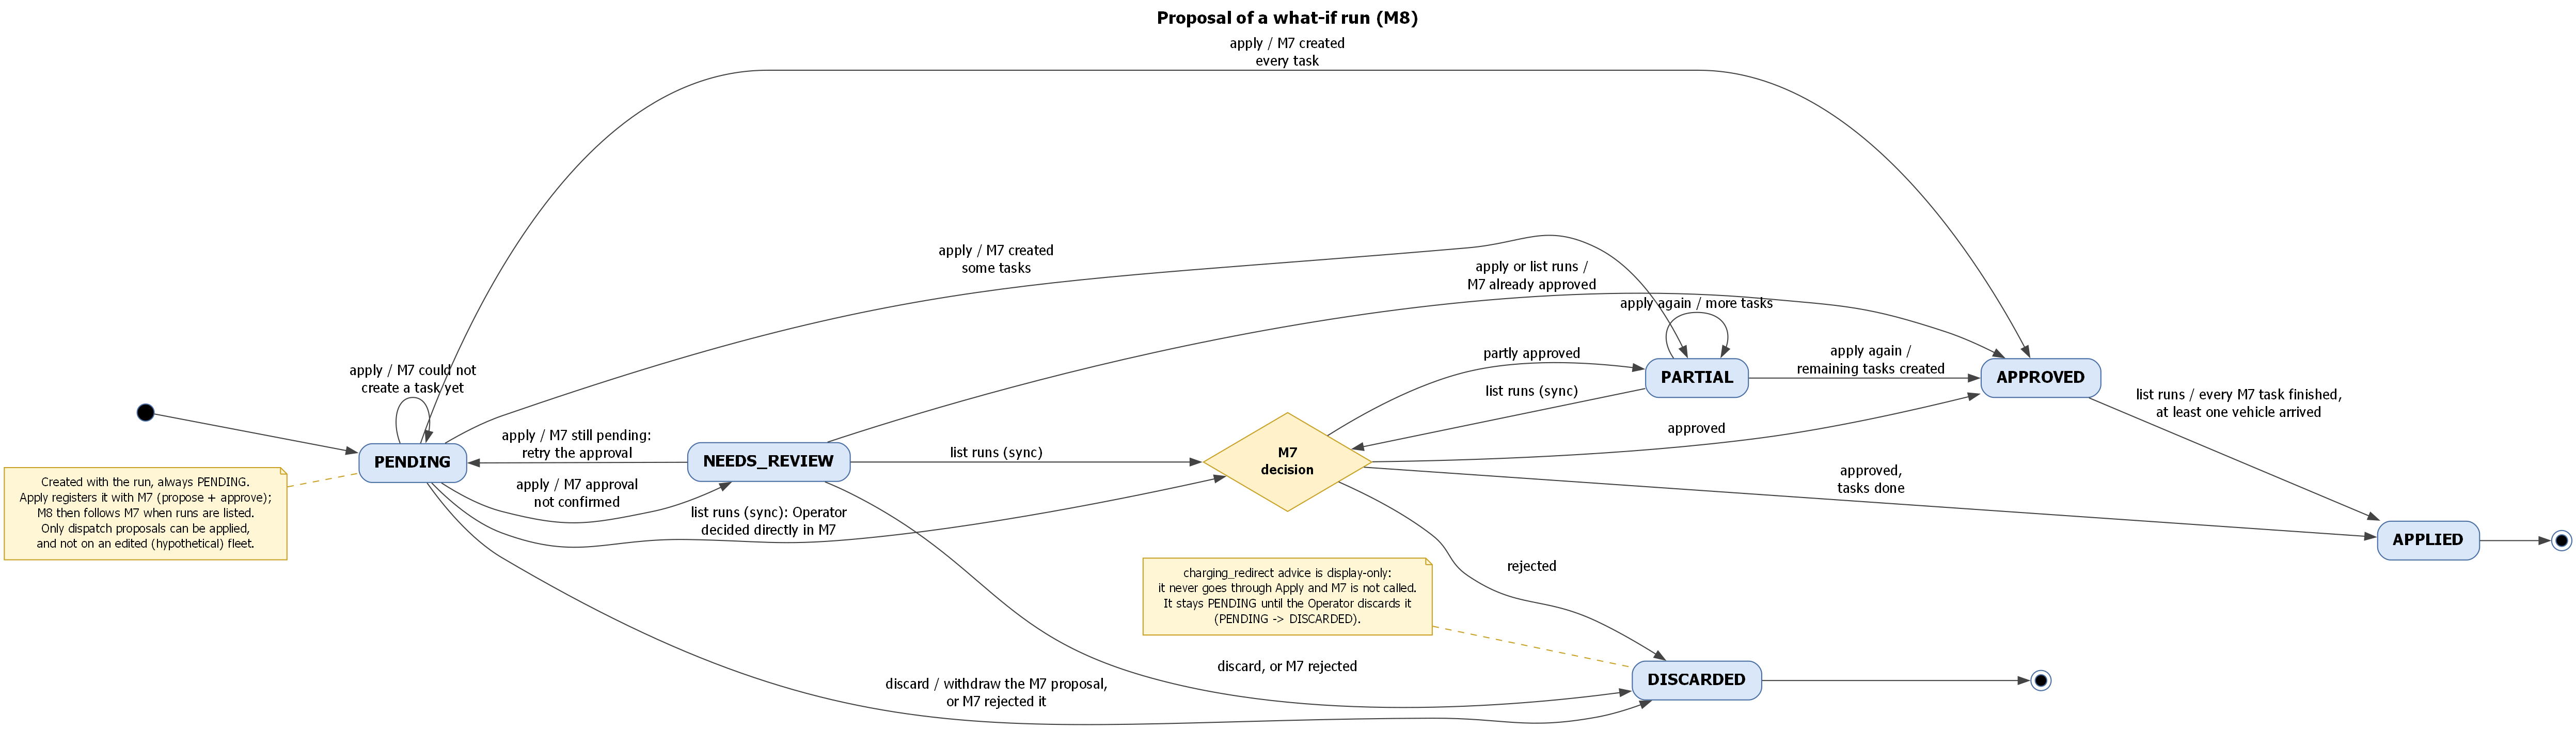 Proposal of a what-if run (M8)
apply / M7 created
every task
apply / M7 created
some tasks
apply or list runs /
M7 already approved
apply again / more tasks
apply / M7 could not
create a task yet
partly approved
apply again /
remaining tasks created
PARTIAL
APPROVED
list runs (sync)
list runs / every M7 task finished,
at least one vehicle arrived
approved
apply / M7 still pending:
retry the approval
PENDING
NEEDS_REVIEW
list runs (sync)
M7
decision
approved,
tasks done
apply / M7 approval
not confirmed
list runs (sync): Operator
decided directly in M7
Created with the run, always PENDING.
Apply registers it with M7 (propose + approve);
M8 then follows M7 when runs are listed.
Only dispatch proposals can be applied,
and not on an edited (hypothetical) fleet.
APPLIED
rejected
charging_redirect advice is display-only:
it never goes through Apply and M7 is not called.
It stays PENDING until the Operator discards it
(PENDING -> DISCARDED).
discard, or M7 rejected
DISCARDED
discard / withdraw the M7 proposal,
or M7 rejected it